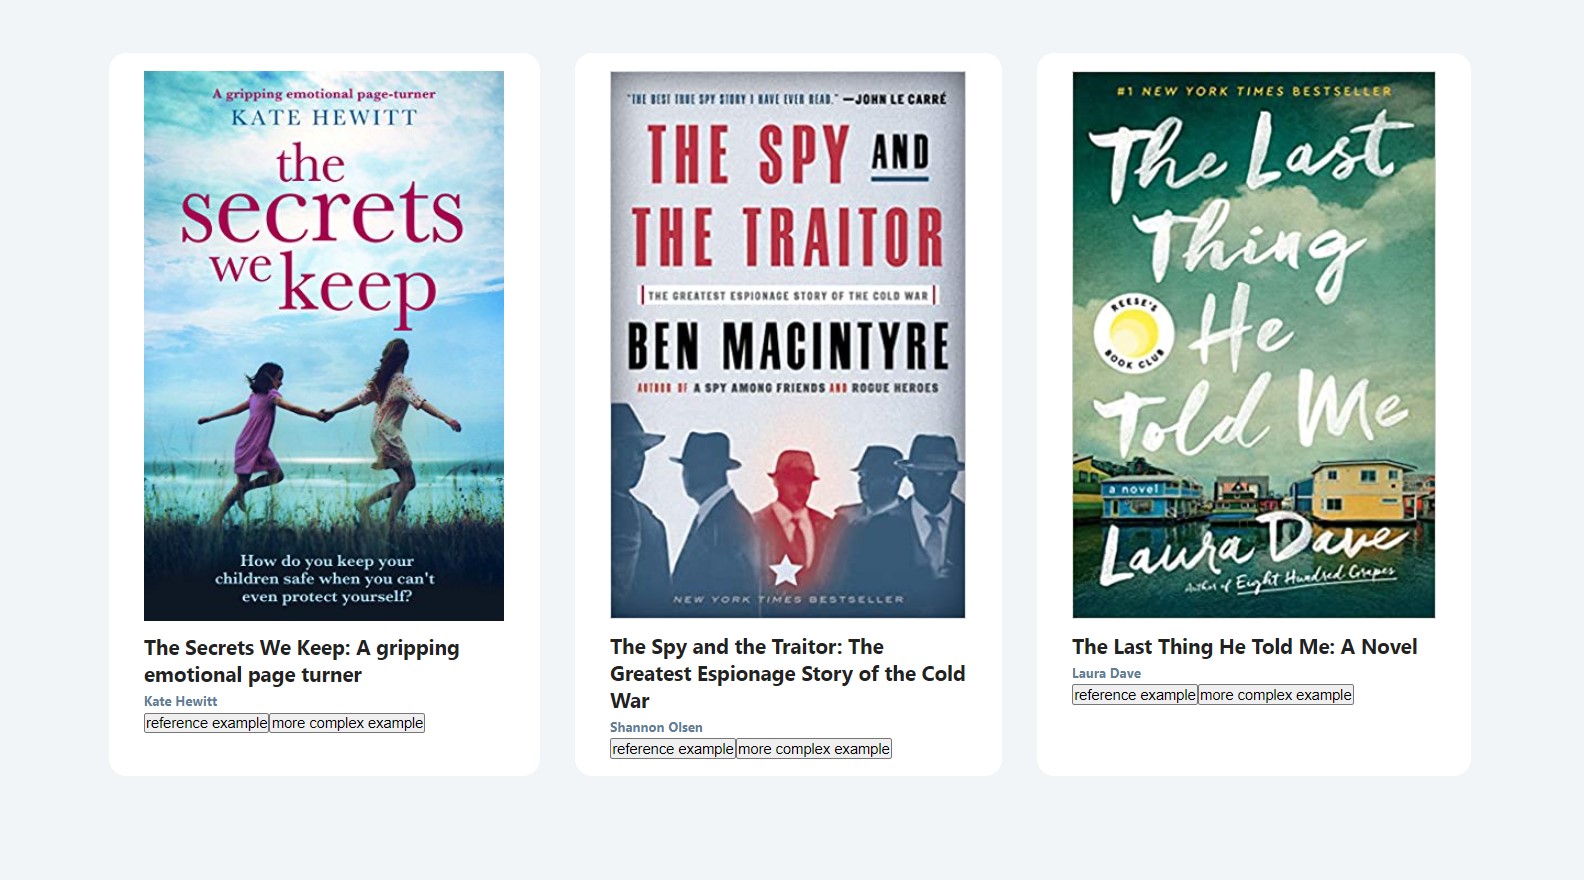 A gripping emotional page-turner
KATE HEWITT
the
secrets
we keep
How do you keep your
children safe when you can't
even protect yourself?
The Secrets We Keep: A gripping
emotional page turner
Kate Hewitt
reference example more complex example
"THE BEST TRUE SPY STORY I HAVE EVER READ." —JOHN LE CARRÉ
THE SPY AND
THE TRAITOR
THE GREATEST ESPIONAGE STORY OF THE COLD WAR
BEN MACINTYRE
AUTHOR OF A SPY AMONG FRIENDS AND ROGUE HEROES
NEW YORK TIMES BESTSELLER
The Spy and the Traitor: The
Greatest Espionage Story of the Cold
War
Shannon Olsen
reference example more complex example
#1 NEW YORK TIMES BESTSELLER
The Last
Thing
He
Told Me
REESE'S
BOOK CLUB
a novel
Laura Dave
Author of Eight Hundred Grapes
The Last Thing He Told Me: A Novel
Laura Dave
reference example more complex example